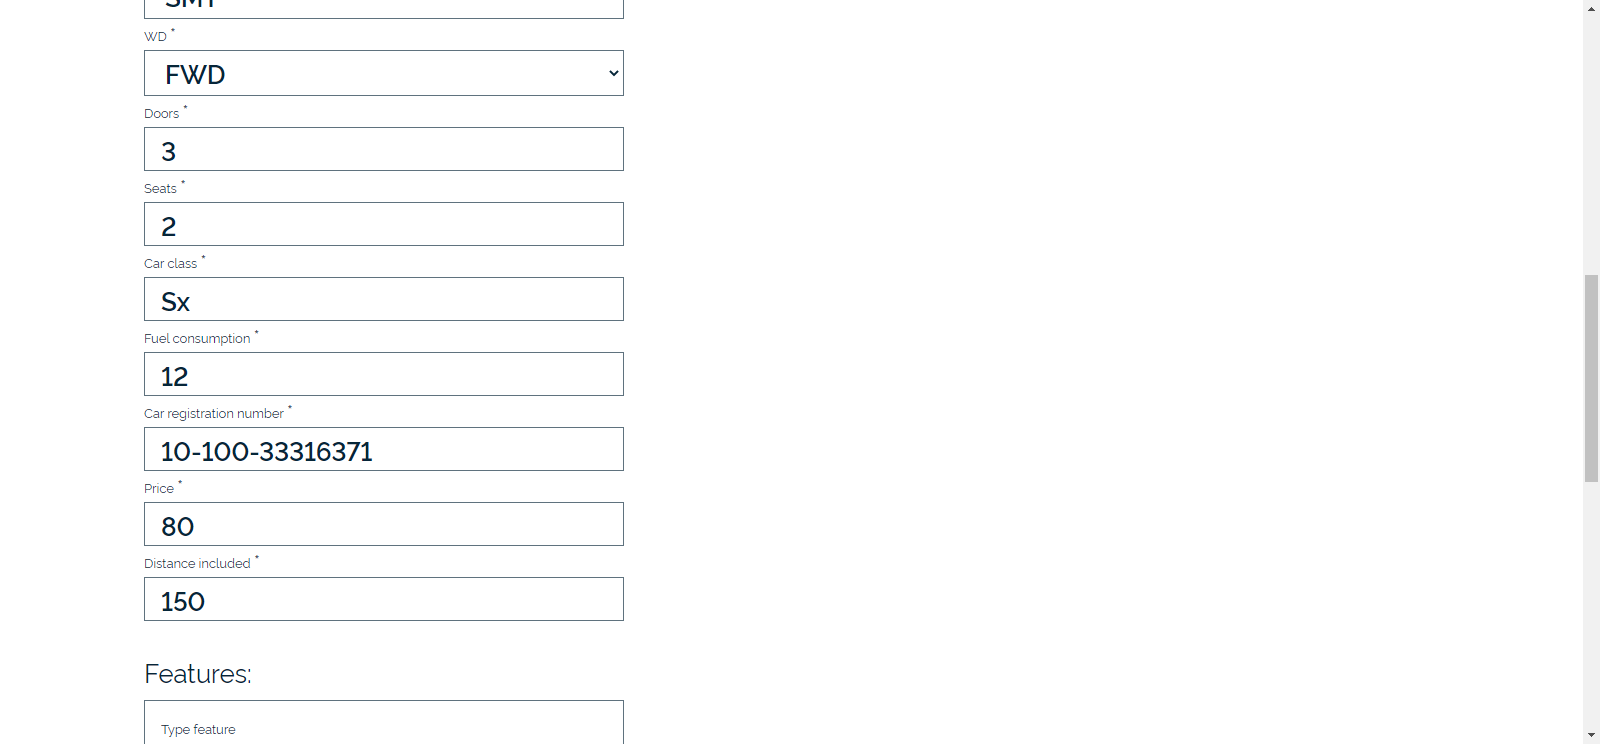 SMT
WD *
FWD
Doors *
3
Seats *
2
Car class *
Sx
Fuel consumption *
12
Car registration number *
10-100-33316371
Price *
80
Distance included *
150
Features:
Type feature